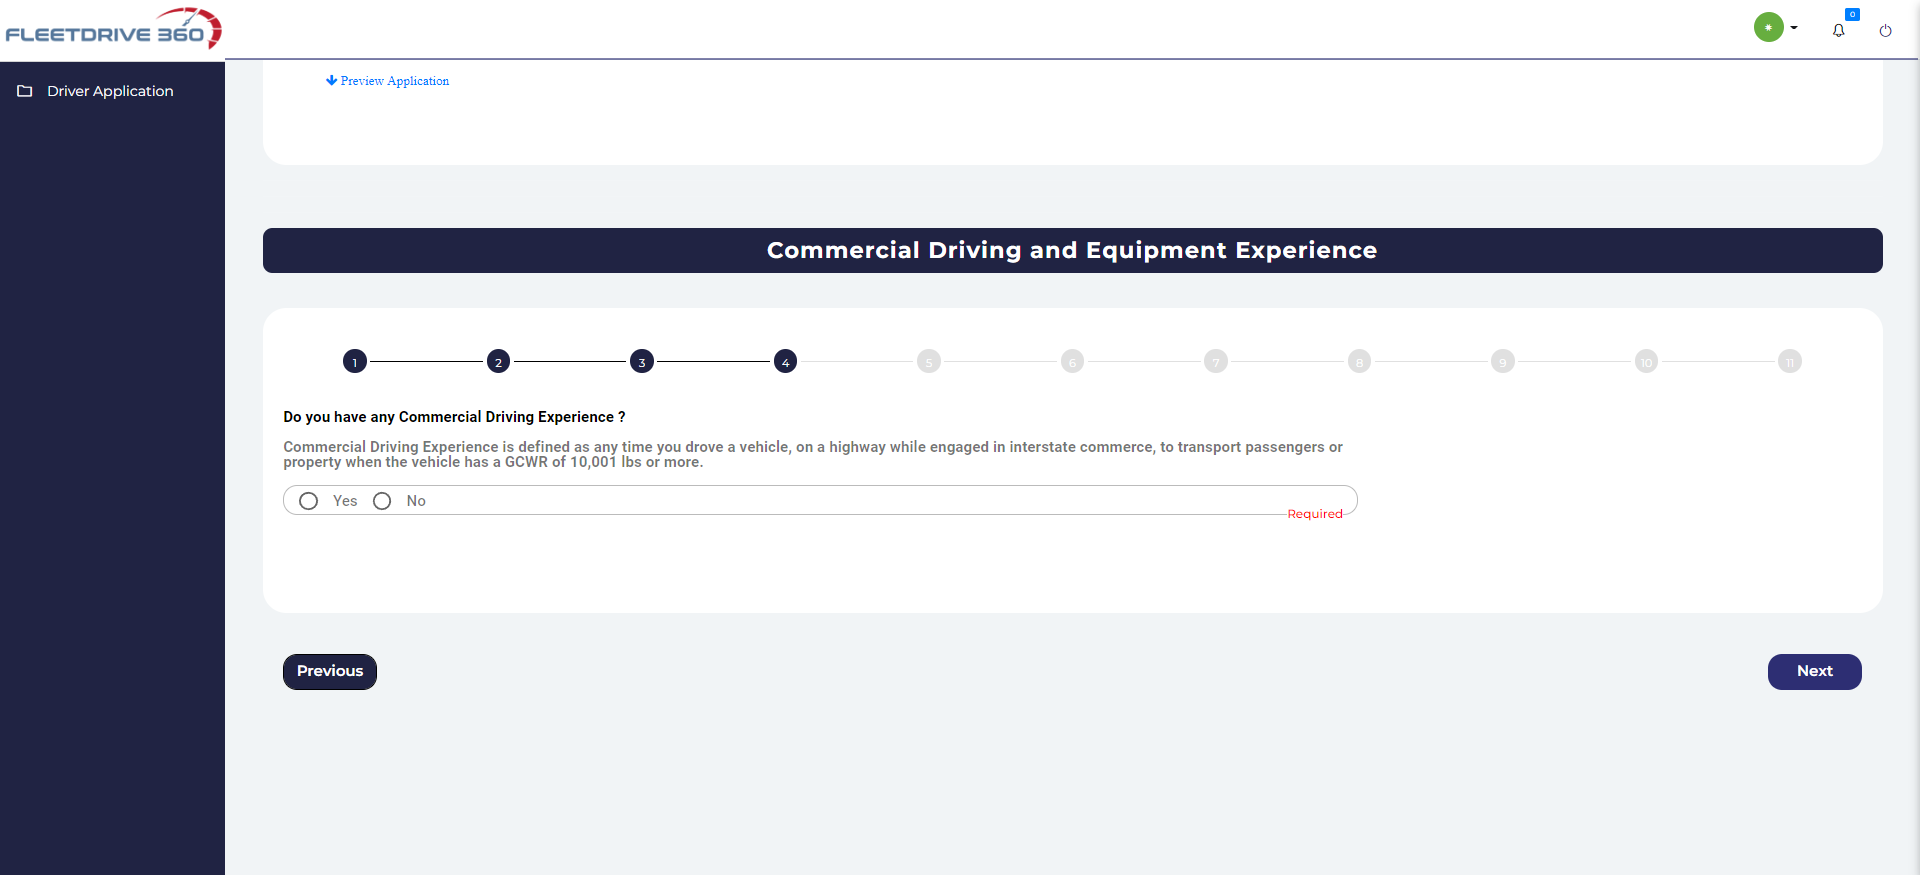 FLEETDRIVE 360
0
Driver Application
Preview Application
Commercial Driving and Equipment Experience
1 2 3 4 5 6 7 8 9 10 11
Do you have any Commercial Driving Experience ?
Commercial Driving Experience is defined as any time you drove a vehicle, on a highway while engaged in interstate commerce, to transport passengers or
property when the vehicle has a GCWR of 10,001 lbs or more.
Yes No
Required
Previous Next